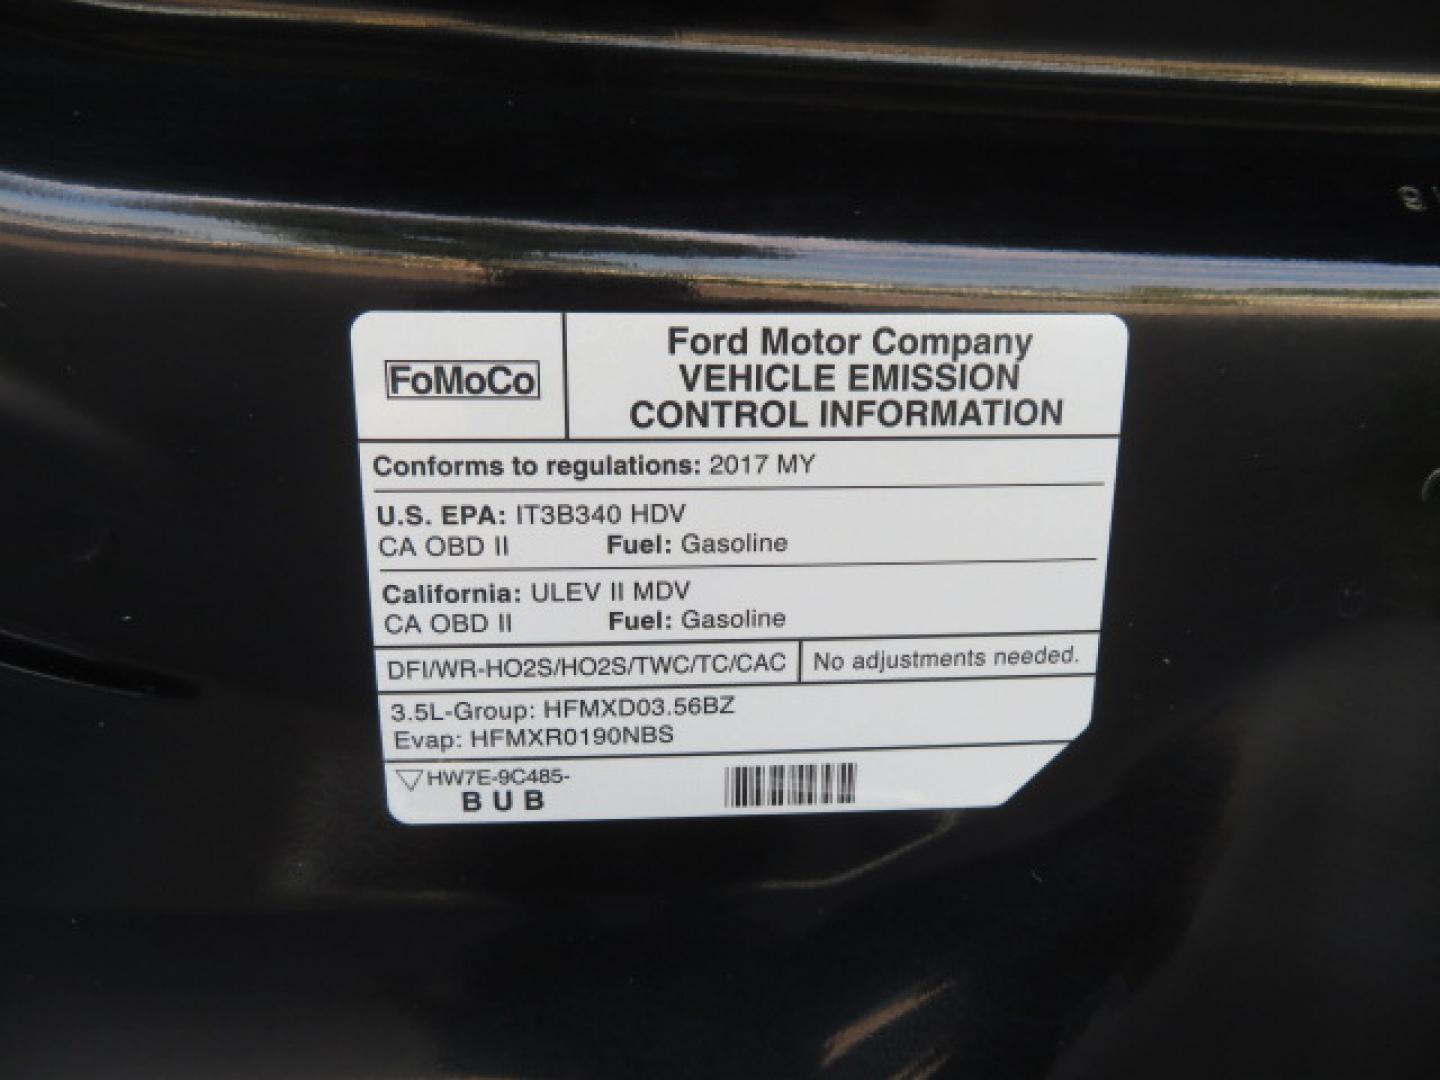 FoMoCo
Ford Motor Company
VEHICLE EMISSION
CONTROL INFORMATION
Conforms to regulations: 2017 MY
U.S. EPA: IT3B340 HDV
CA OBD II Fuel: Gasoline
California: ULEV II MDV
CA OBD II Fuel: Gasoline
DFI/WR-HO2S/HO2S/TWC/TC/CAC No adjustments needed.
3.5L-Group: HFMXD03.56BZ
Evap: HFMXR0190NBS
HW7E-9C485-
B U B